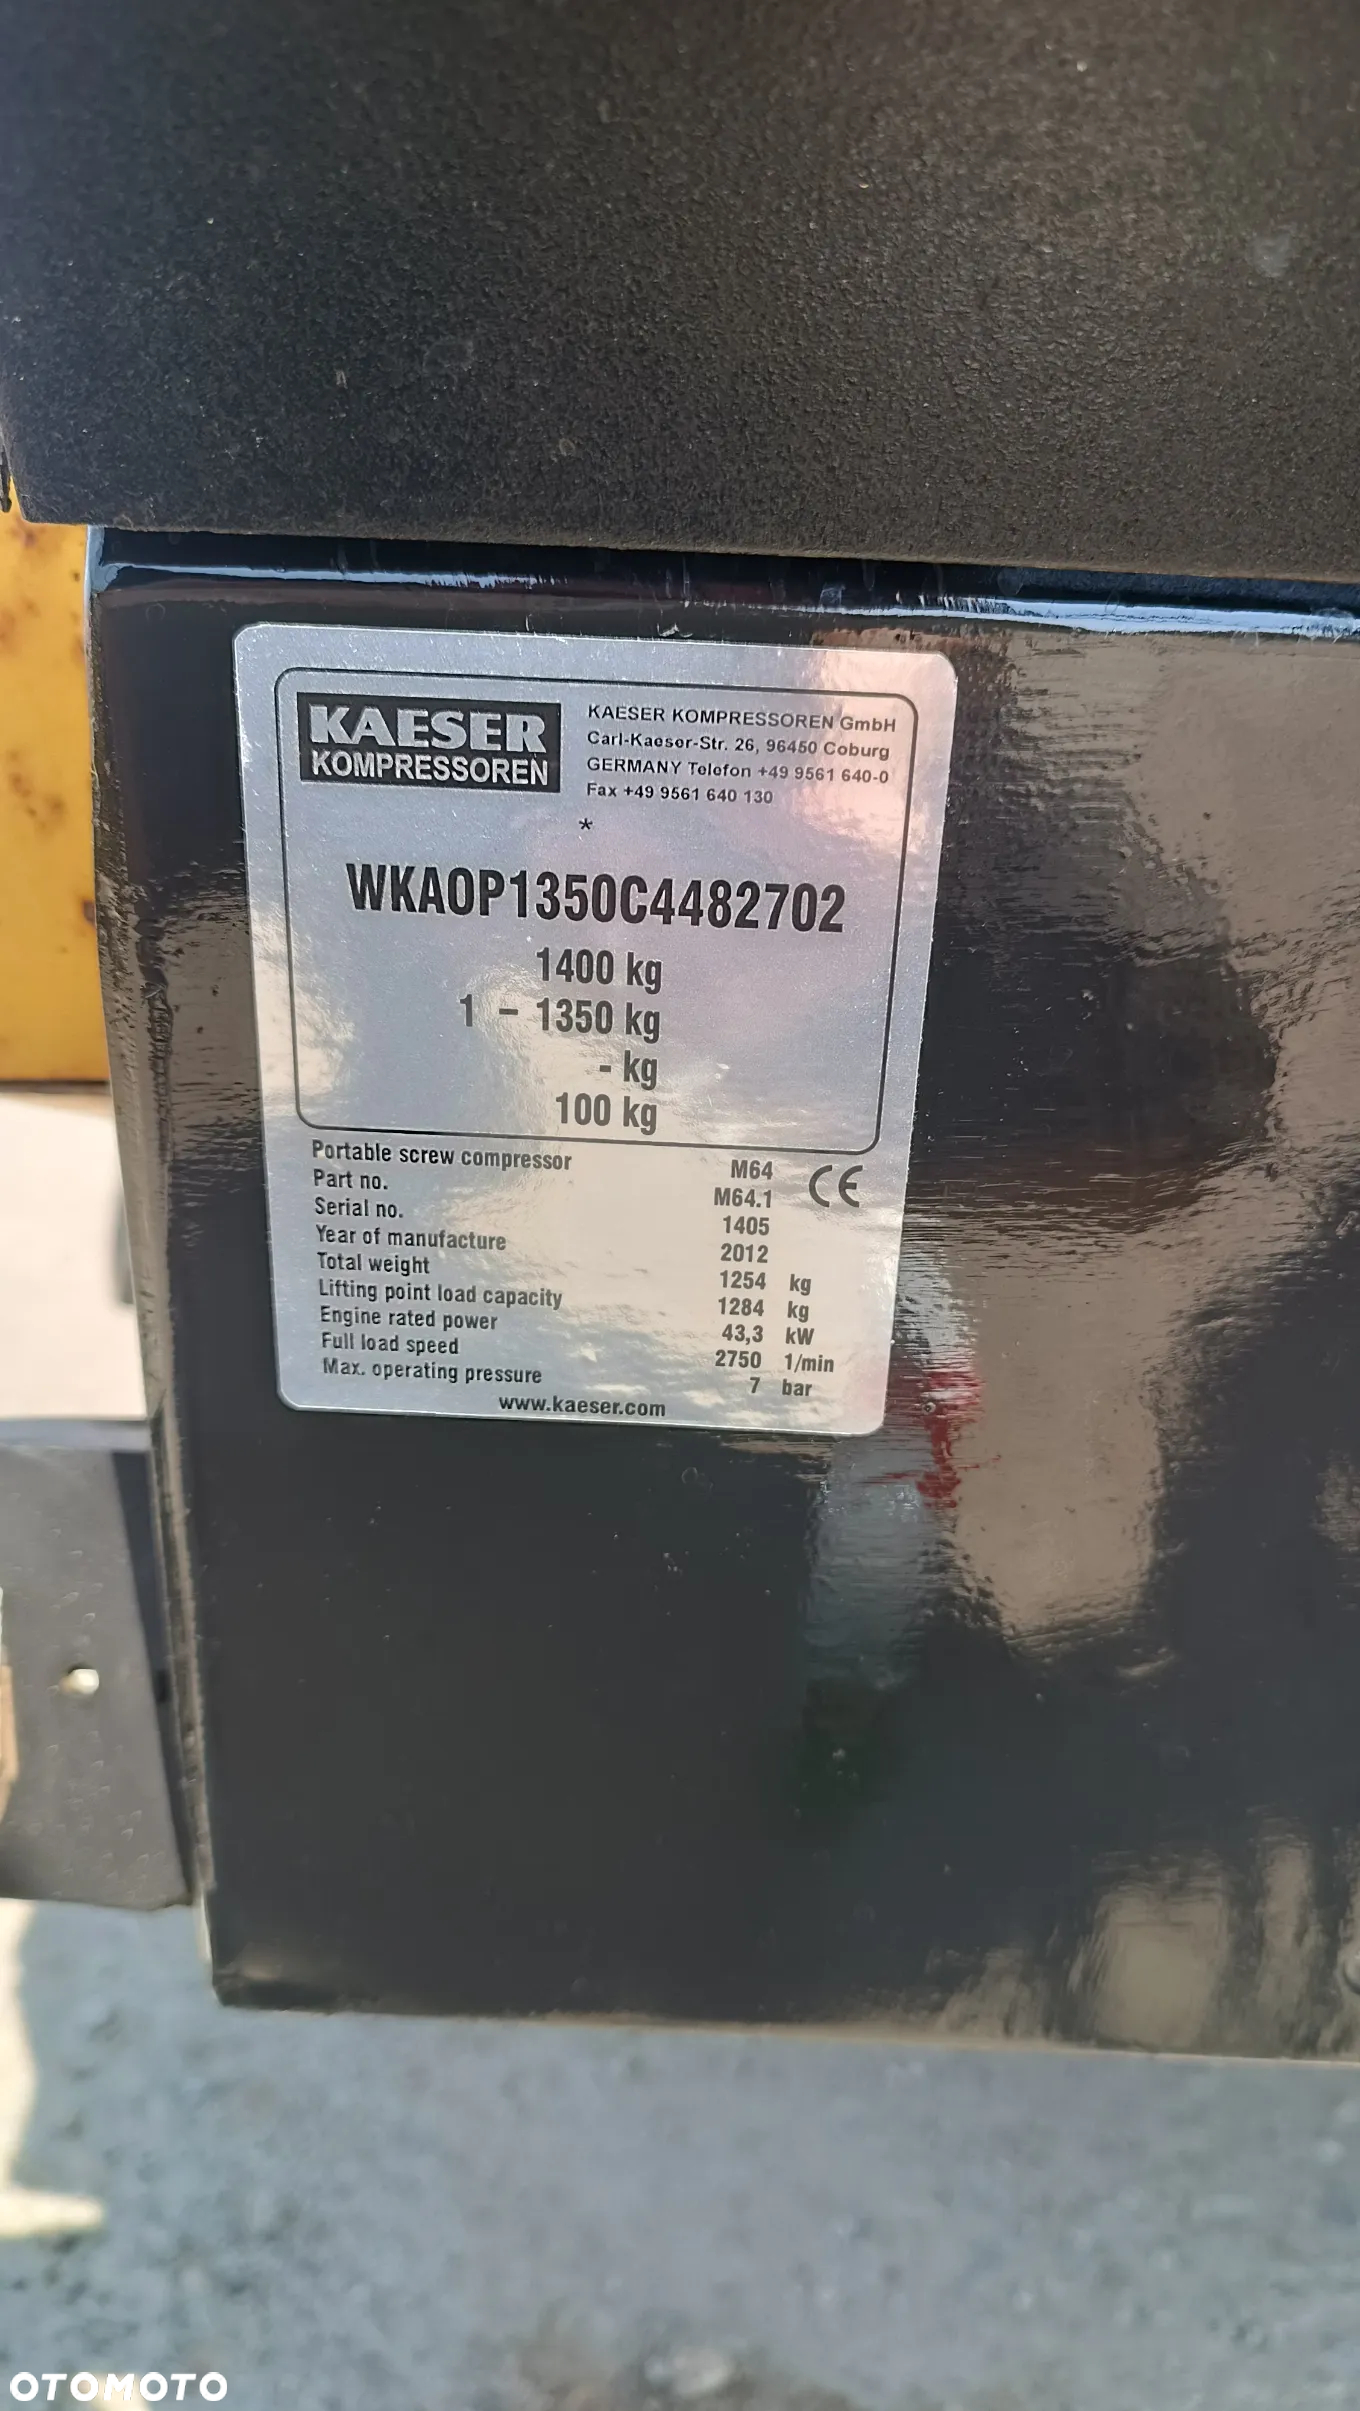 KAESER
KOMPRESSOREN
KAESER KOMPRESSOREN GmbH
Carl-Kaeser-Str. 26, 96450 Coburg
GERMANY Telefon +49 9561 640-0
Fax +49 9561 640 130
*
WKA0P1350C4482702
1400 kg
1 - 1350 kg
- kg
100 kg
Portable screw compressor M64 CE
Part no. M64.1
Serial no. 1405
Year of manufacture 2012
Total weight 1254 kg
Lifting point load capacity 1284 kg
Engine rated power 43,3 kW
Full load speed 2750 1/min
Max. operating pressure 7 bar
www.kaeser.com
OTOMOTO